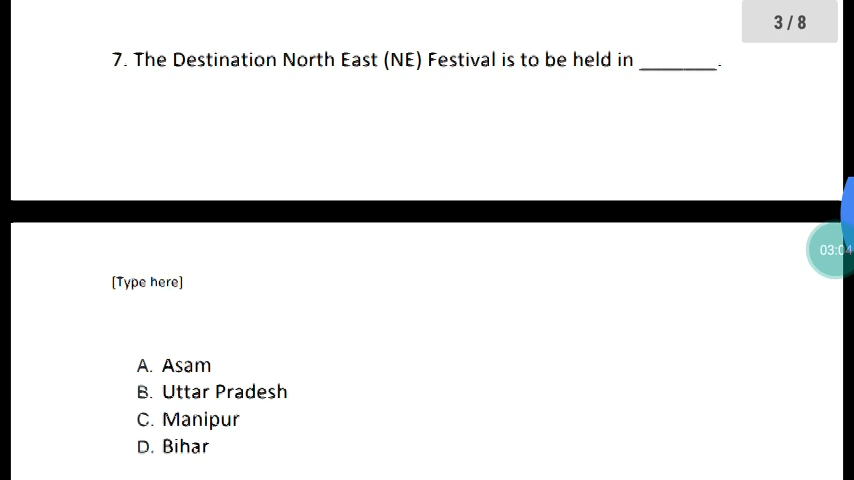 3 / 8
7. The Destination North East (NE) Festival is to be held in ________.
03:04
[Type here]
A. Asam
B. Uttar Pradesh
C. Manipur
D. Bihar